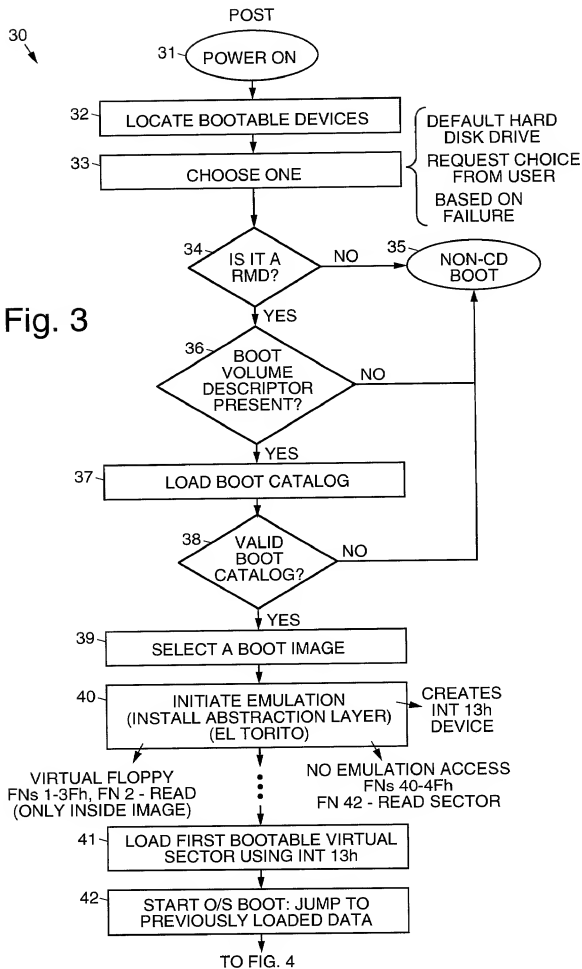 POST
30
31
POWER ON
32
LOCATE BOOTABLE DEVICES
33
CHOOSE ONE
DEFAULT HARD
DISK DRIVE
REQUEST CHOICE
FROM USER
BASED ON
FAILURE
34
IS IT A
RMD?
NO
35
NON-CD
BOOT
YES
Fig. 3
36
BOOT
VOLUME
DESCRIPTOR
PRESENT?
NO
YES
37
LOAD BOOT CATALOG
38
VALID
BOOT
CATALOG?
NO
YES
39
SELECT A BOOT IMAGE
40
INITIATE EMULATION
(INSTALL ABSTRACTION LAYER)
(EL TORITO)
CREATES
INT 13h
DEVICE
VIRTUAL FLOPPY
FNs 1-3Fh, FN 2 - READ
(ONLY INSIDE IMAGE)
NO EMULATION ACCESS
FNs 40-4Fh
FN 42 - READ SECTOR
41
LOAD FIRST BOOTABLE VIRTUAL
SECTOR USING INT 13h
42
START O/S BOOT: JUMP TO
PREVIOUSLY LOADED DATA
TO FIG. 4